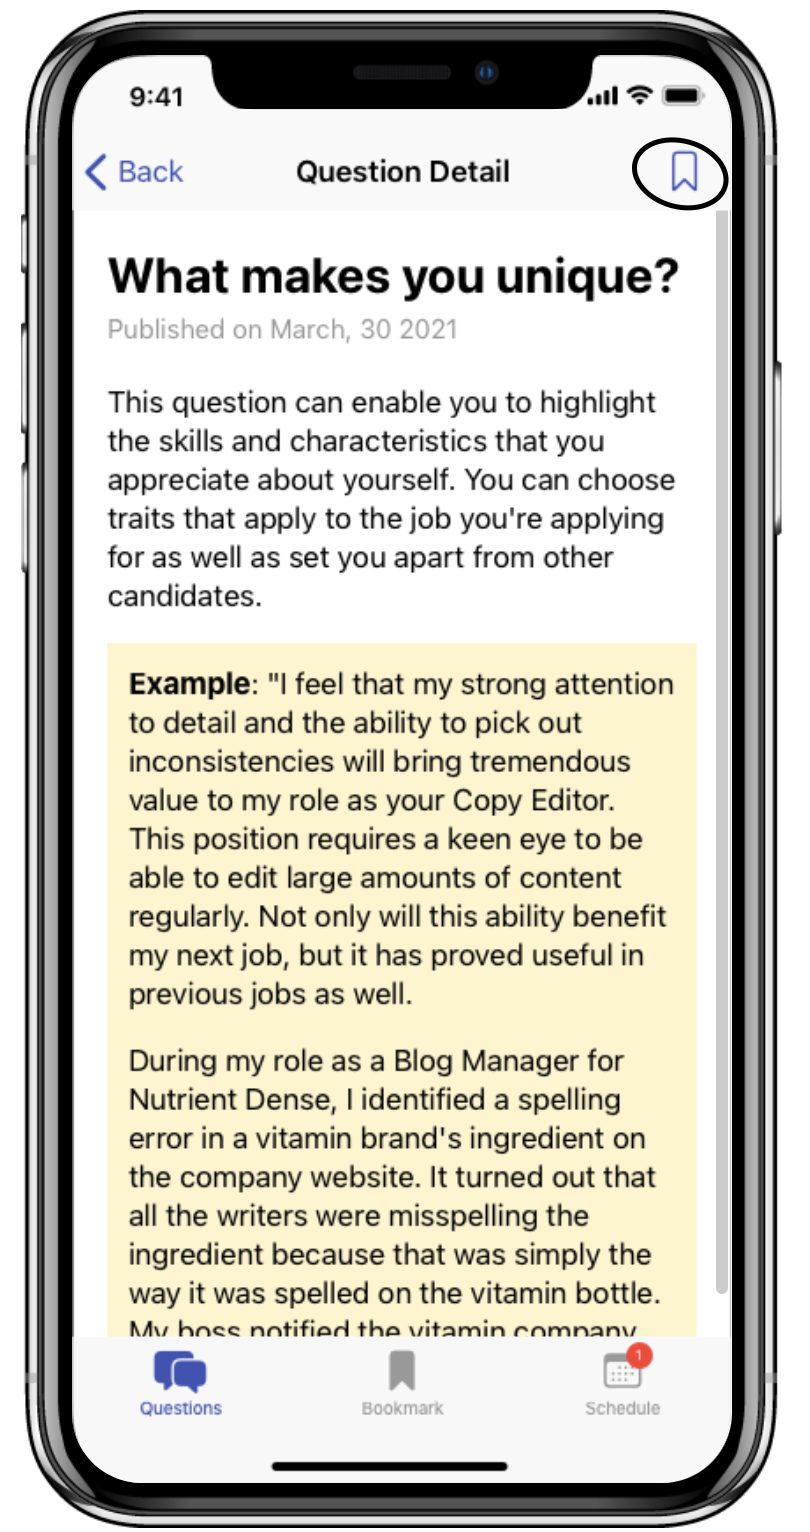 9:41
Back
Question Detail
What makes you unique?
Published on March, 30 2021
This question can enable you to highlight
the skills and characteristics that you
appreciate about yourself. You can choose
traits that apply to the job you're applying
for as well as set you apart from other
candidates.
Example: "I feel that my strong attention
to detail and the ability to pick out
inconsistencies will bring tremendous
value to my role as your Copy Editor.
This position requires a keen eye to be
able to edit large amounts of content
regularly. Not only will this ability benefit
my next job, but it has proved useful in
previous jobs as well.
During my role as a Blog Manager for
Nutrient Dense, I identified a spelling
error in a vitamin brand's ingredient on
the company website. It turned out that
all the writers were misspelling the
ingredient because that was simply the
way it was spelled on the vitamin bottle.
My boss notified the vitamin company
1
Questions
Bookmark
Schedule